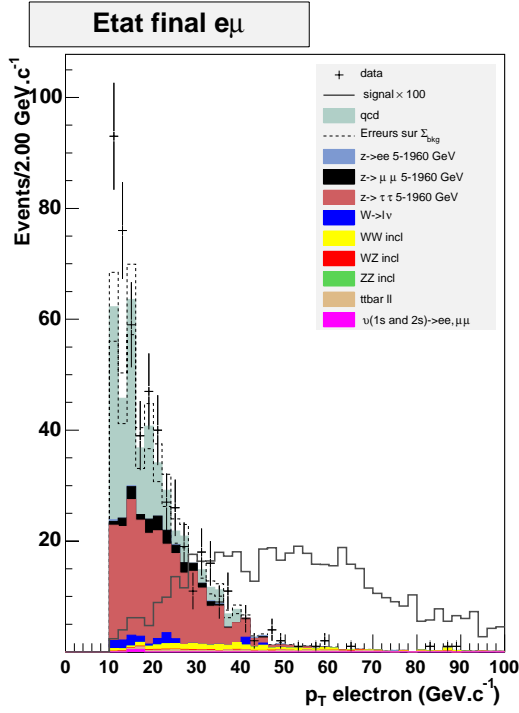 Etat final eμ
Events/2.00 GeV.c⁻¹
100
80
60
40
20
data
signal × 100
qcd
Erreurs sur Σbkg
z->ee 5-1960 GeV
z-> μ μ 5-1960 GeV
z-> τ τ 5-1960 GeV
W->lν
WW incl
WZ incl
ZZ incl
ttbar ll
υ(1s and 2s)->ee, μμ
0 10 20 30 40 50 60 70 80 90 100
p_T electron (GeV.c⁻¹)